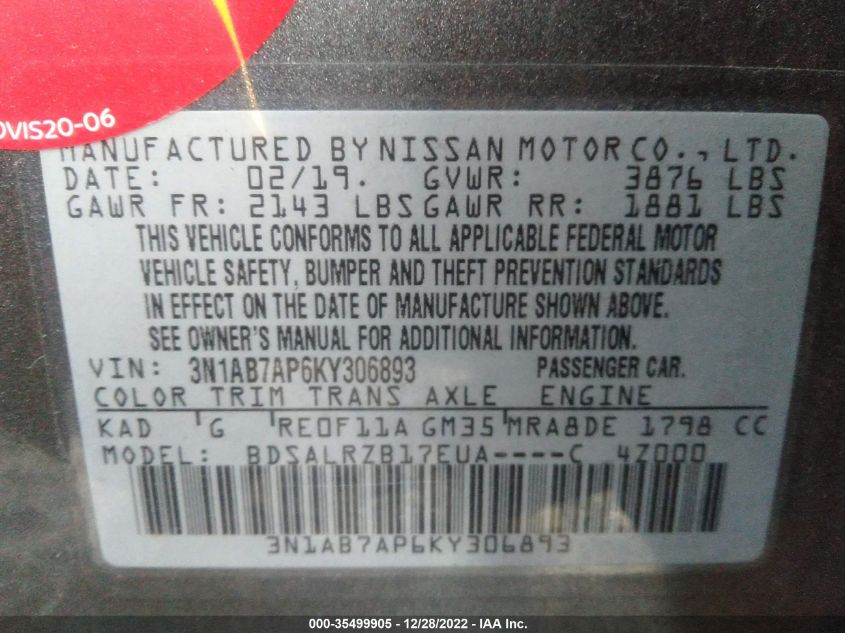 OVIS20-06
MANUFACTURED BY NISSAN MOTOR CO., LTD.
DATE: 02/19. GVWR: 3876 LBS
GAWR FR: 2143 LBS GAWR RR: 1881 LBS
THIS VEHICLE CONFORMS TO ALL APPLICABLE FEDERAL MOTOR
VEHICLE SAFETY, BUMPER AND THEFT PREVENTION STANDARDS
IN EFFECT ON THE DATE OF MANUFACTURE SHOWN ABOVE.
SEE OWNER'S MANUAL FOR ADDITIONAL INFORMATION.
VIN: 3N1AB7AP6KY306893 PASSENGER CAR.
COLOR TRIM TRANS AXLE ENGINE
KAD G RE0F11A GM35 MRA8DE 1798 CC
MODEL: BDSALRZB17EUA----C 4Z000
3N1AB7AP6KY306893
000-35499905 - 12/28/2022 - IAA Inc.